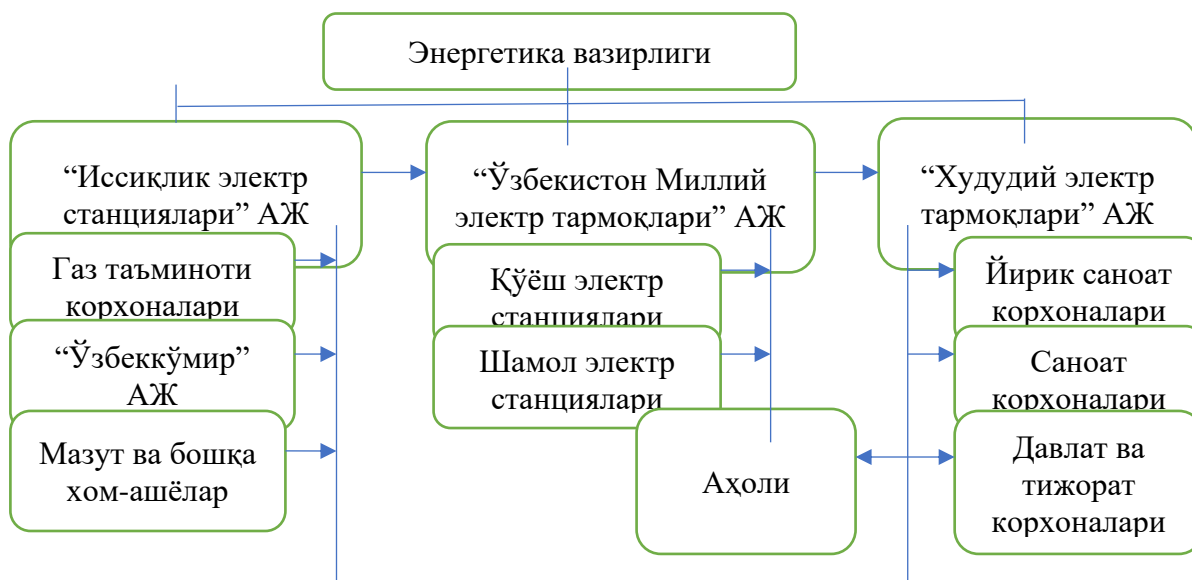 Энергетика вазирлиги
“Иссиқлик электр
станциялари” АЖ
“Ўзбекистон Миллий
электр тармоқлари” АЖ
“Худудий электр
тармоқлари” АЖ
Газ таъминоти
корхоналари
“Ўзбеккўмир”
АЖ
Мазут ва бошқа
хом-ашёлар
Қўёш электр
станциялари
Шамол электр
станциялари
Аҳоли
Йирик саноат
корхоналари
Саноат
корхоналари
Давлат ва
тижорат
корхоналари